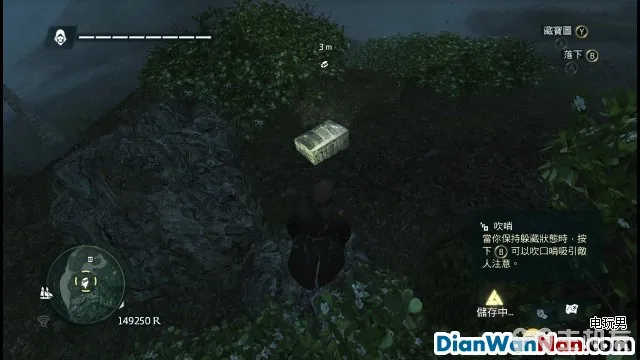 3 m
藏寶圖 Y
A
落下 B
A
吹哨
當你保持躲藏狀態時，按
下 B 可以吹口哨吸引敵
人注意。
儲存中...
149250 R
电玩男
DianWanNan.com